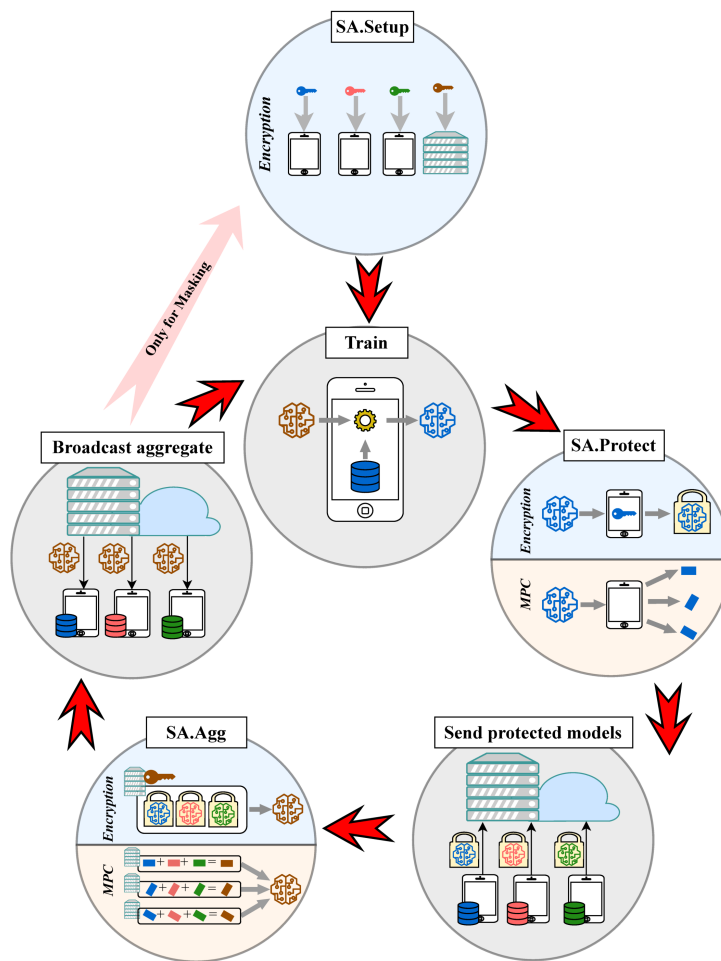 SA.Setup
Encryption
Only for Masking
Train
Broadcast aggregate
SA.Protect
Encryption
MPC
SA.Agg
Encryption
MPC
Send protected models